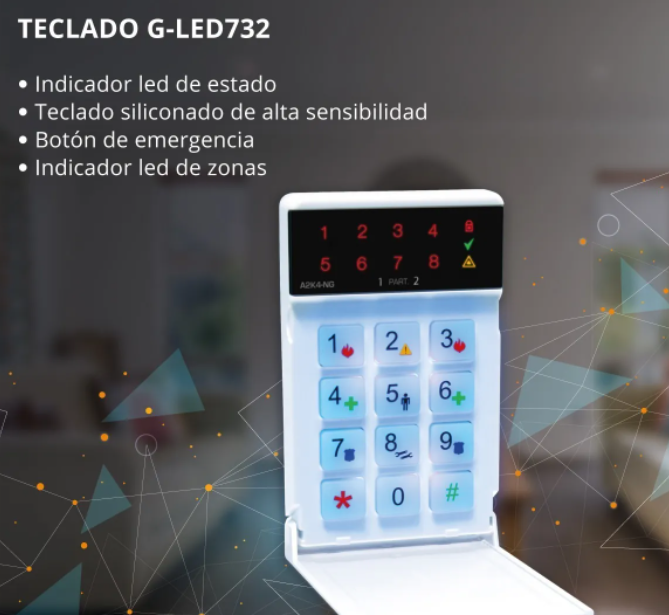 TECLADO G-LED732
• Indicador led de estado
• Teclado siliconado de alta sensibilidad
• Botón de emergencia
• Indicador led de zonas
1 2 3 4
5 6 7 8
A2K4-NG 1 PART. 2
1 2 3
4 5 6
7 8 9
* 0 #